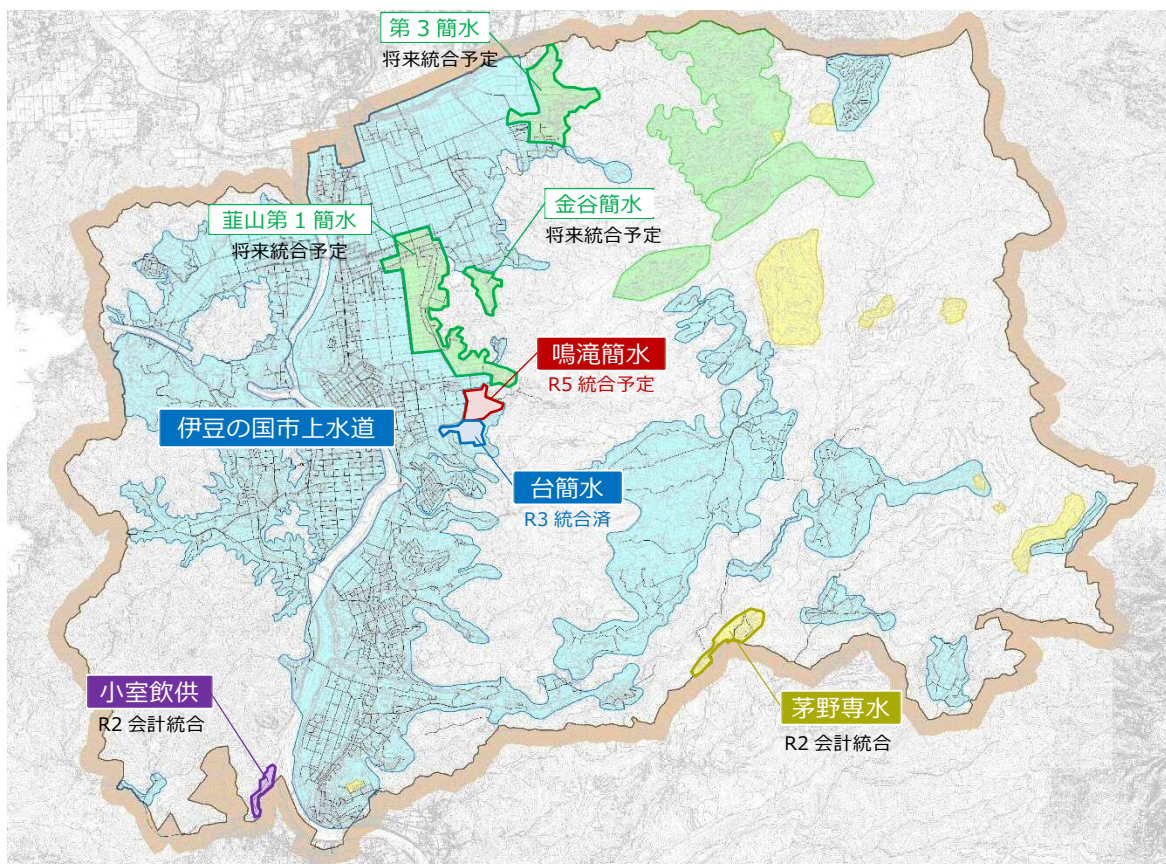 第3簡水
将来統合予定
韮山第1簡水
将来統合予定
金谷簡水
将来統合予定
鳴滝簡水
R5 統合予定
伊豆の国市上水道
台簡水
R3 統合済
小室飲供
R2 会計統合
茅野専水
R2 会計統合